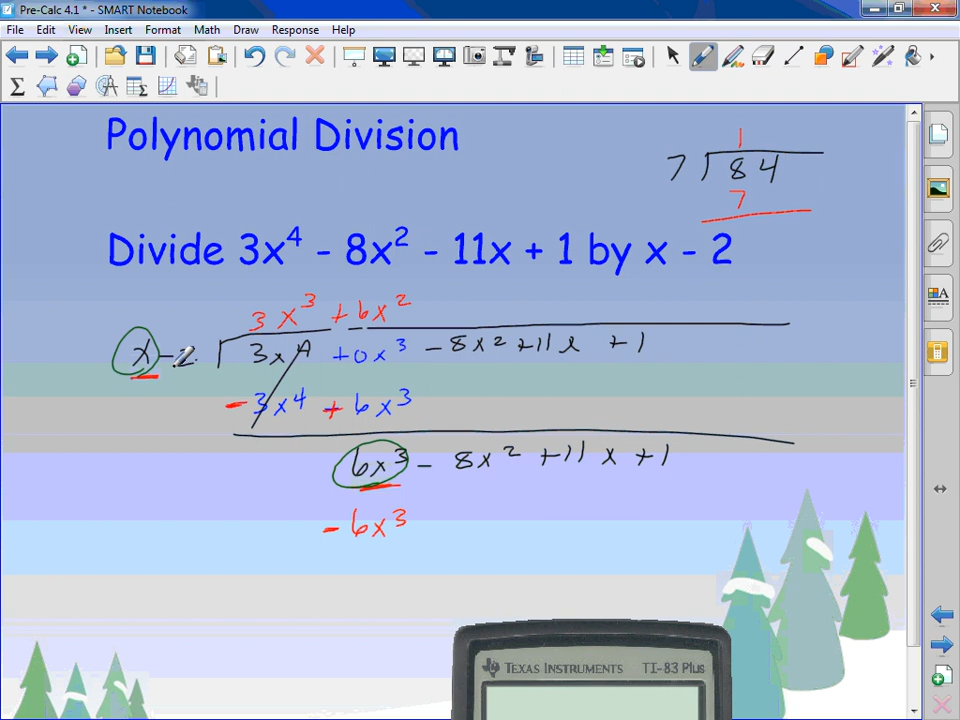 Pre-Calc 4.1 * - SMART Notebook
File Edit View Insert Format Math Draw Response Help
Polynomial Division
1
7 84
7
Divide 3x⁴ - 8x² - 11x + 1 by x - 2
3x³ + 6x²
x - 2 3x⁴ + 0x³ - 8x² + 11x + 1
- 3x⁴ + 6x³
6x³ - 8x² + 11x + 1
- 6x³
TEXAS INSTRUMENTS TI-83 Plus